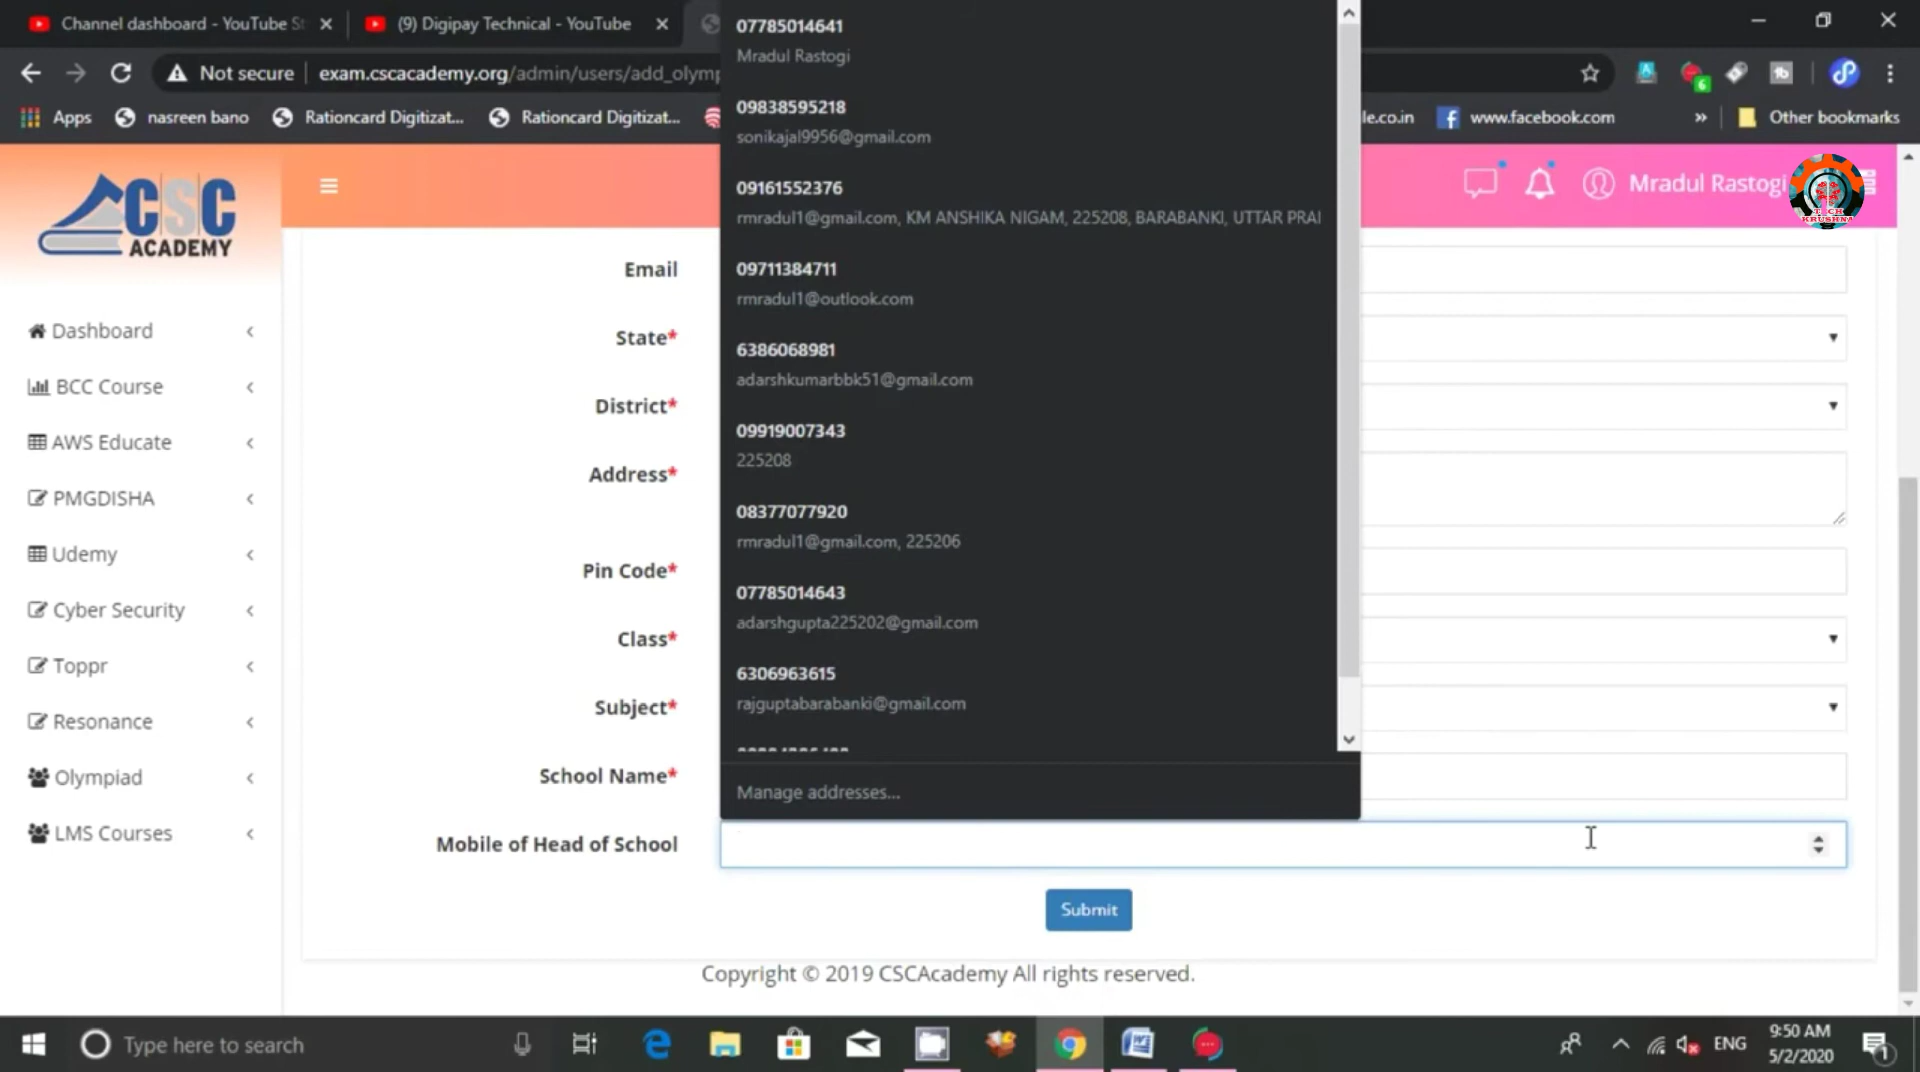 Channel dashboard - YouTube St
(9) Digipay Technical - YouTube
Not secure
exam.cscacademy.org/admin/users/add_olymp
Apps
nasreen bano
Rationcard Digitizat...
Rationcard Digitizat...
le.co.in
www.facebook.com
»
Other bookmarks
6
tb
CSC
ACADEMY
Mradul Rastogi
TECH
KRUSHNA
Dashboard
BCC Course
AWS Educate
PMGDISHA
Udemy
Cyber Security
Toppr
Resonance
Olympiad
LMS Courses
Email
State*
District*
Address*
Pin Code*
Class*
Subject*
School Name*
Mobile of Head of School
07785014641
Mradul Rastogi
09838595218
sonikajal9956@gmail.com
09161552376
rmradul1@gmail.com, KM ANSHIKA NIGAM, 225208, BARABANKI, UTTAR PRAI
09711384711
rmradul1@outlook.com
6386068981
adarshkumarbbk51@gmail.com
09919007343
225208
08377077920
rmradul1@gmail.com, 225206
07785014643
adarshgupta225202@gmail.com
6306963615
rajguptabarabanki@gmail.com
Manage addresses...
Submit
Copyright © 2019 CSCAcademy All rights reserved.
Type here to search
ENG
9:50 AM
5/2/2020
1